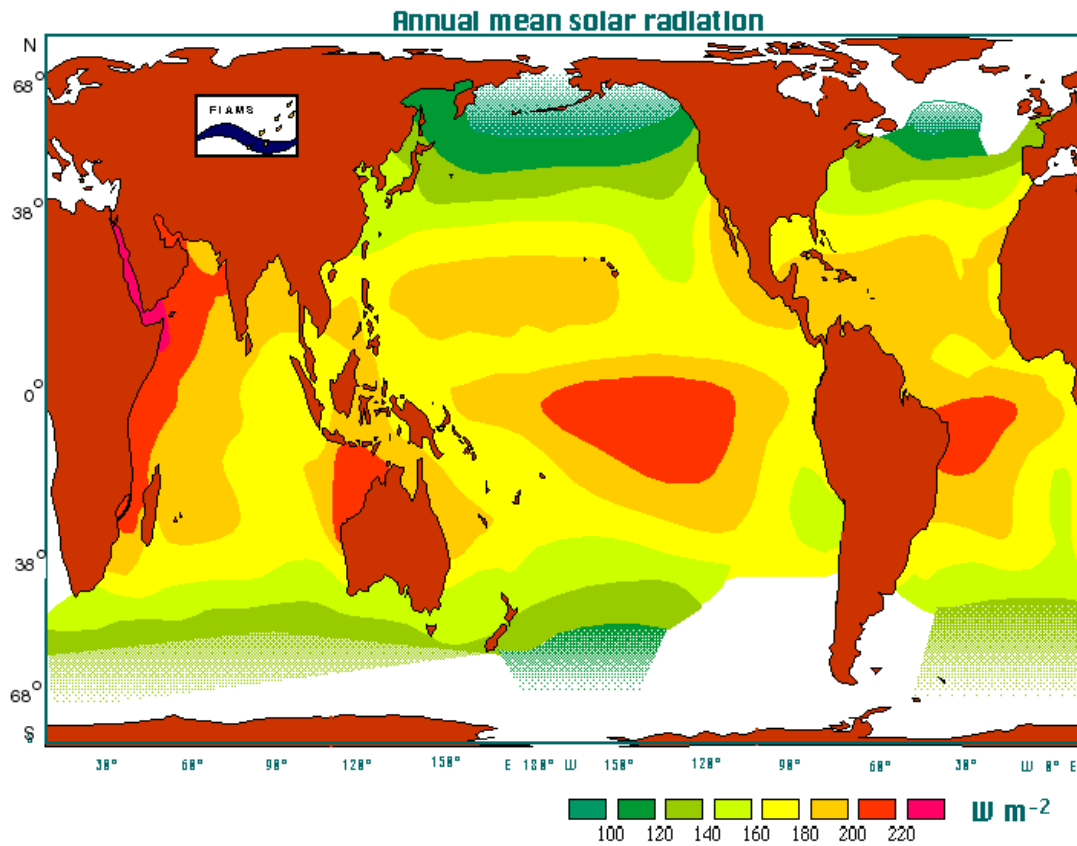 Annual mean solar radiation
N
68°
FIAMS
38°
0°
38°
68°
S
30° 60° 90° 120° 150° E 180° W 150° 120° 90° 60° 30° W 0° E
100 120 140 160 180 200 220 W m-2